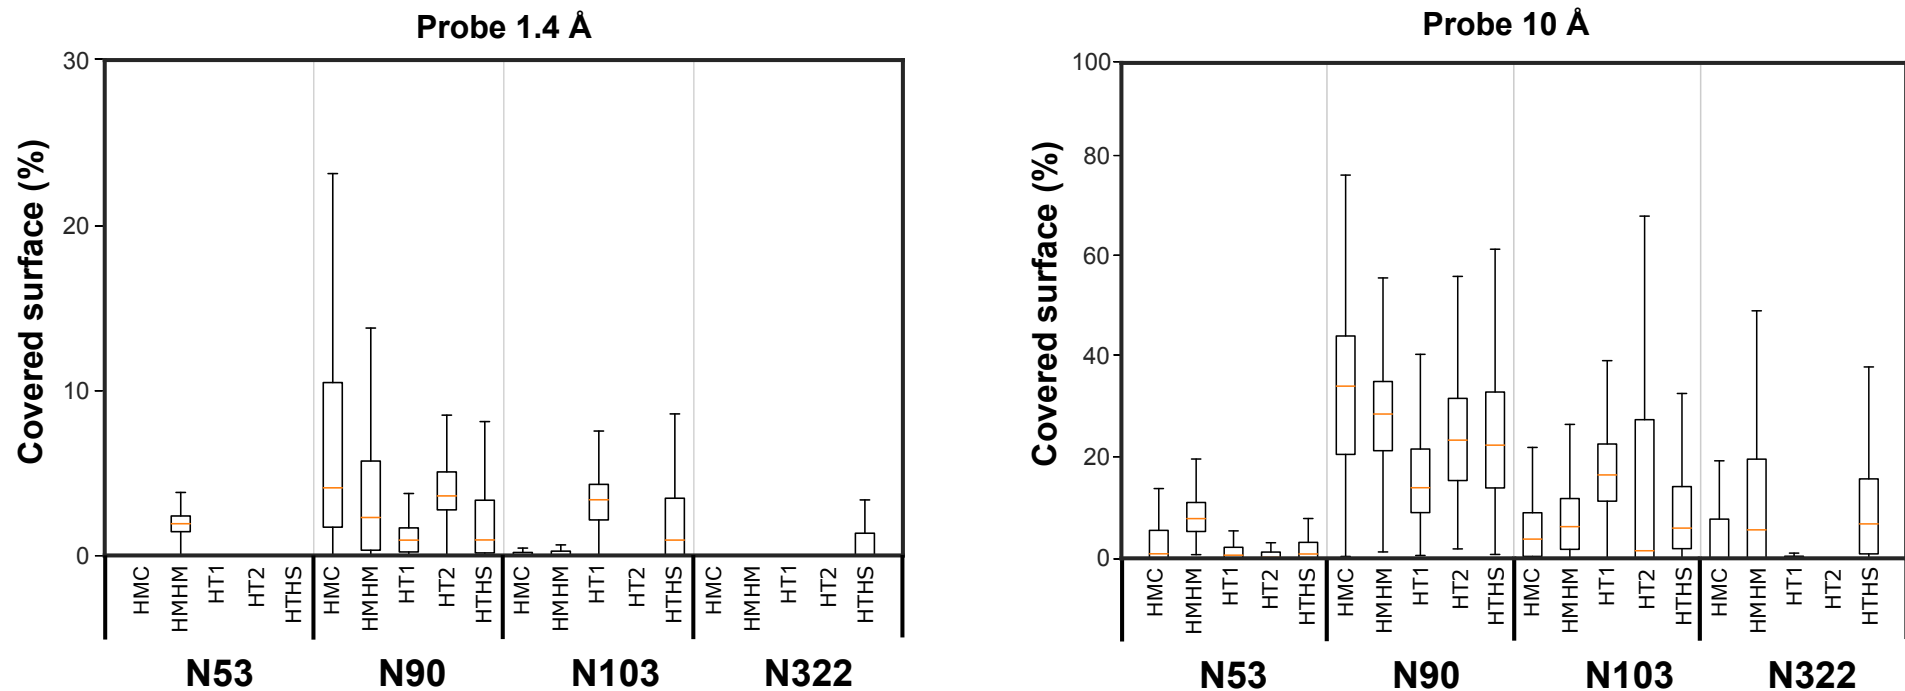 Probe 1.4 Å
Covered surface (%)
30
20
10
0
HMC
HMHM
HT1
HT2
HTHS
HMC
HMHM
HT1
HT2
HTHS
HMC
HMHM
HT1
HT2
HTHS
HMC
HMHM
HT1
HT2
HTHS
N53 N90 N103 N322
Probe 10 Å
Covered surface (%)
100
80
60
40
20
0
HMC
HMHM
HT1
HT2
HTHS
HMC
HMHM
HT1
HT2
HTHS
HMC
HMHM
HT1
HT2
HTHS
HMC
HMHM
HT1
HT2
HTHS
N53 N90 N103 N322